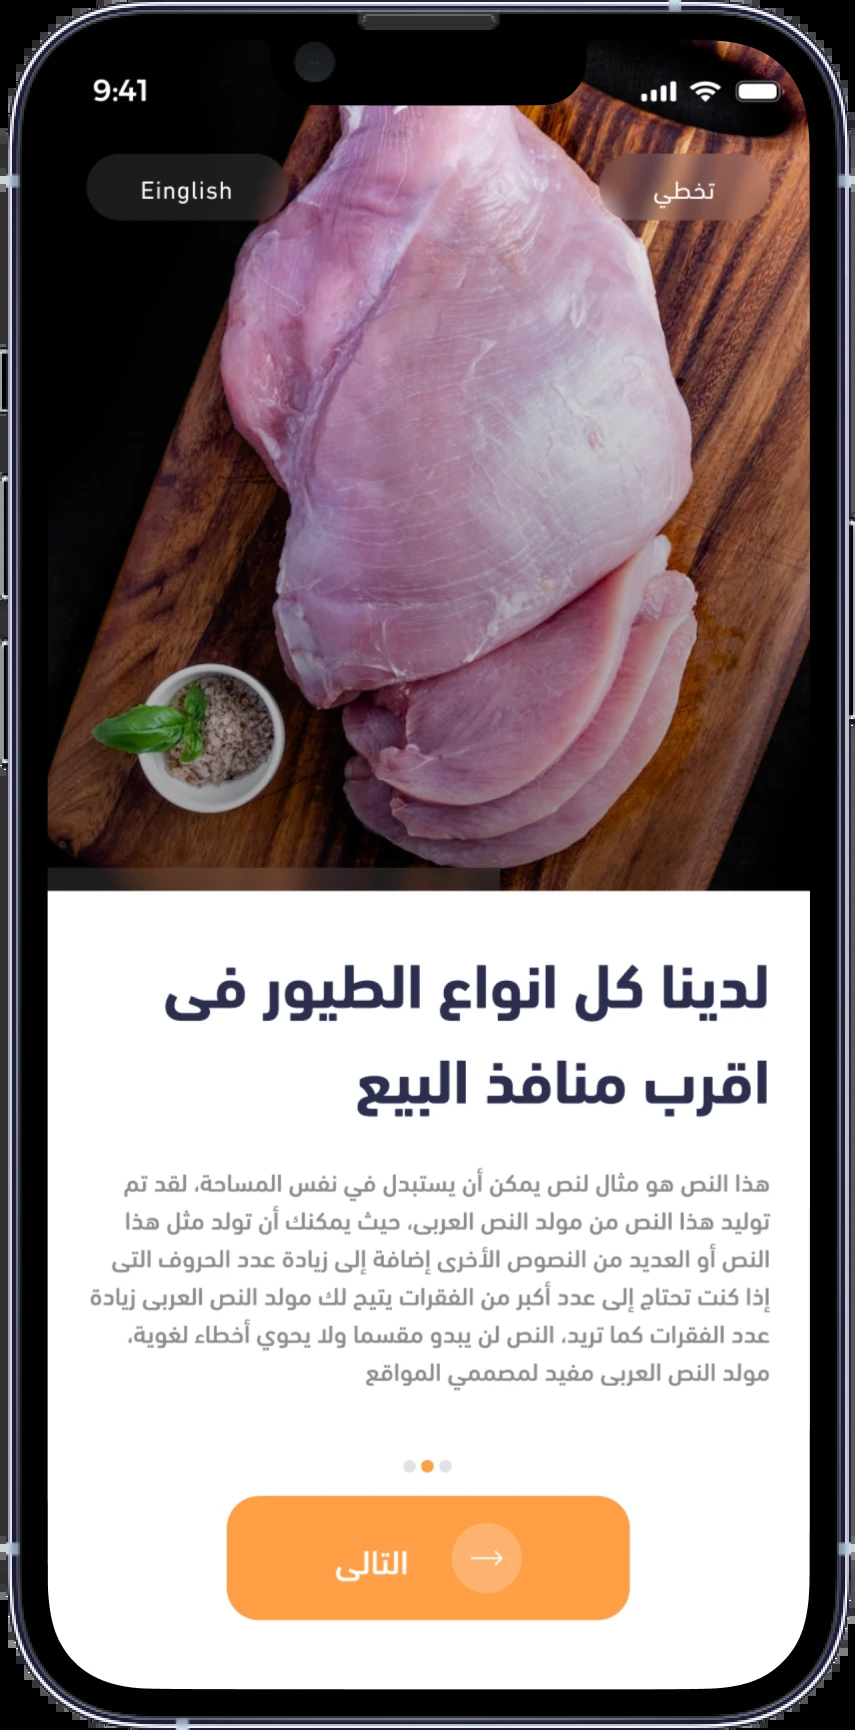 9:41
تخطي
Einglish
لدينا كل انواع الطيور فى
اقرب منافذ البيع
هذا النص هو مثال لنص يمكن أن يستبدل في نفس المساحة، لقد تم
توليد هذا النص من مولد النص العربى، حيث يمكنك أن تولد مثل هذا
النص أو العديد من النصوص الأخرى إضافة إلى زيادة عدد الحروف التى
إذا كنت تحتاج إلى عدد أكبر من الفقرات يتيح لك مولد النص العربى زيادة
عدد الفقرات كما تريد، النص لن يبدو مقسما ولا يحوي أخطاء لغوية،
مولد النص العربى مفيد لمصممي المواقع
التالى